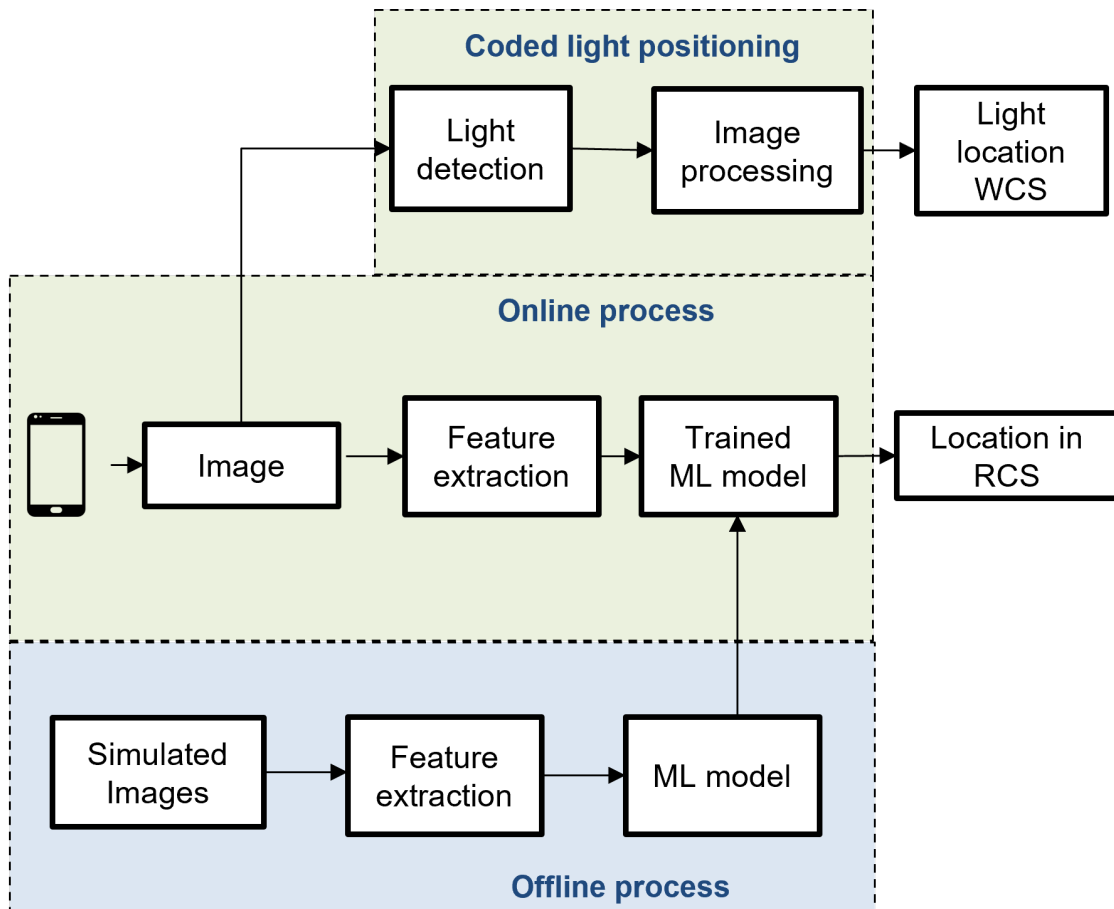 Coded light positioning
Light
detection
Image
processing
Light
location
WCS
Online process
Image
Feature
extraction
Trained
ML model
Location in
RCS
Simulated
Images
Feature
extraction
ML model
Offline process